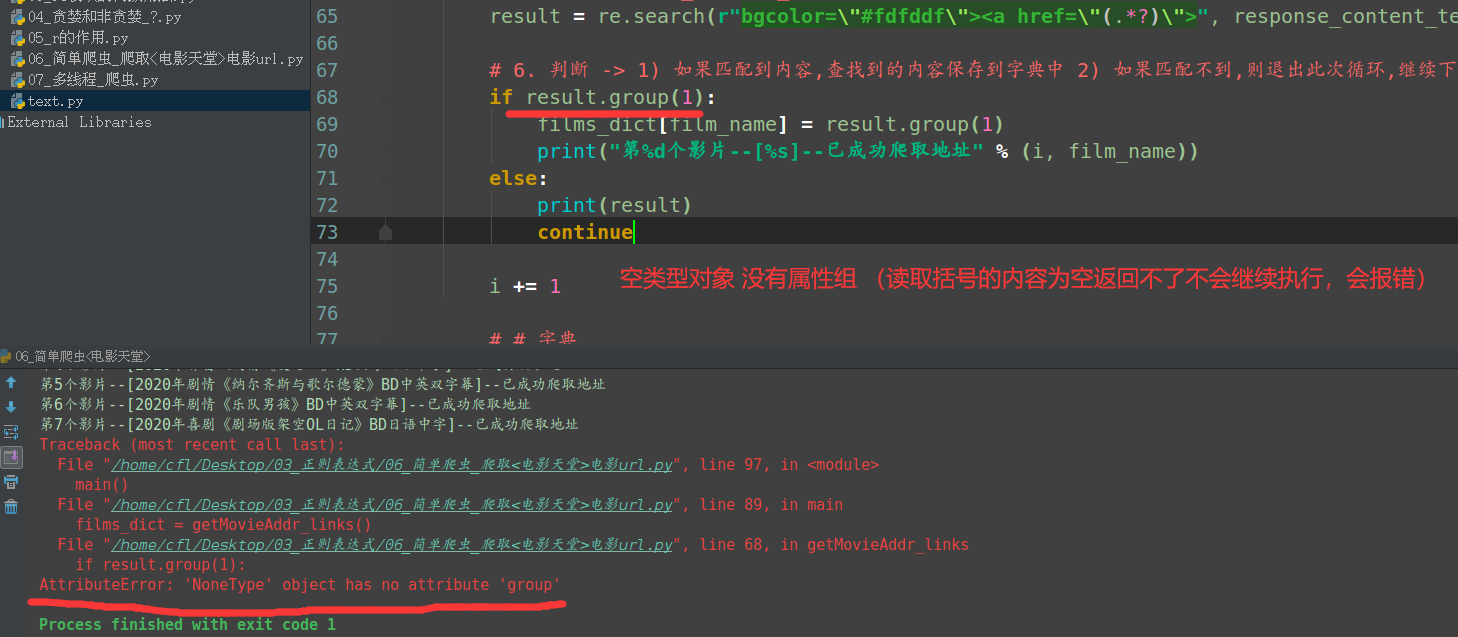 04_贪婪和非贪婪_?.py
05_r的作用.py
06_简单爬虫_爬取<电影天堂>电影url.py
07_多线程_爬虫.py
text.py
External Libraries
65 result = re.search(r"bgcolor=\"#fdfddf\"><a href=\"(.*?)\">", response_content_te
66
67 # 6. 判断 -> 1) 如果匹配到内容,查找到的内容保存到字典中 2) 如果匹配不到,则退出此次循环,继续下
68 if result.group(1):
69 films_dict[film_name] = result.group(1)
70 print("第%d个影片--[%s]--已成功爬取地址" % (i, film_name))
71 else:
72 print(result)
73 continue
74
75 i += 1
空类型对象 没有属性组 （读取括号的内容为空返回不了不会继续执行，会报错）
76
77 # # 字典
06_简单爬虫<电影天堂>
第5个影片--[2020年剧情《纳尔齐斯与歌尔德蒙》BD中英双字幕]--已成功爬取地址
第6个影片--[2020年剧情《乐队男孩》BD中英双字幕]--已成功爬取地址
第7个影片--[2020年喜剧《剧场版架空OL日记》BD日语中字]--已成功爬取地址
Traceback (most recent call last):
File "/home/cfl/Desktop/03_正则表达式/06_简单爬虫_爬取<电影天堂>电影url.py", line 97, in <module>
main()
File "/home/cfl/Desktop/03_正则表达式/06_简单爬虫_爬取<电影天堂>电影url.py", line 89, in main
films_dict = getMovieAddr_links()
File "/home/cfl/Desktop/03_正则表达式/06_简单爬虫_爬取<电影天堂>电影url.py", line 68, in getMovieAddr_links
if result.group(1):
AttributeError: 'NoneType' object has no attribute 'group'
Process finished with exit code 1